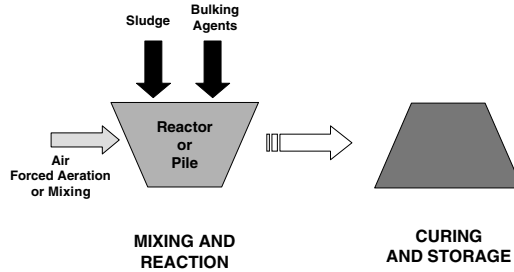 Sludge
Bulking
Agents
Reactor
or
Pile
Air
Forced Aeration
or Mixing
MIXING AND
REACTION
CURING
AND STORAGE